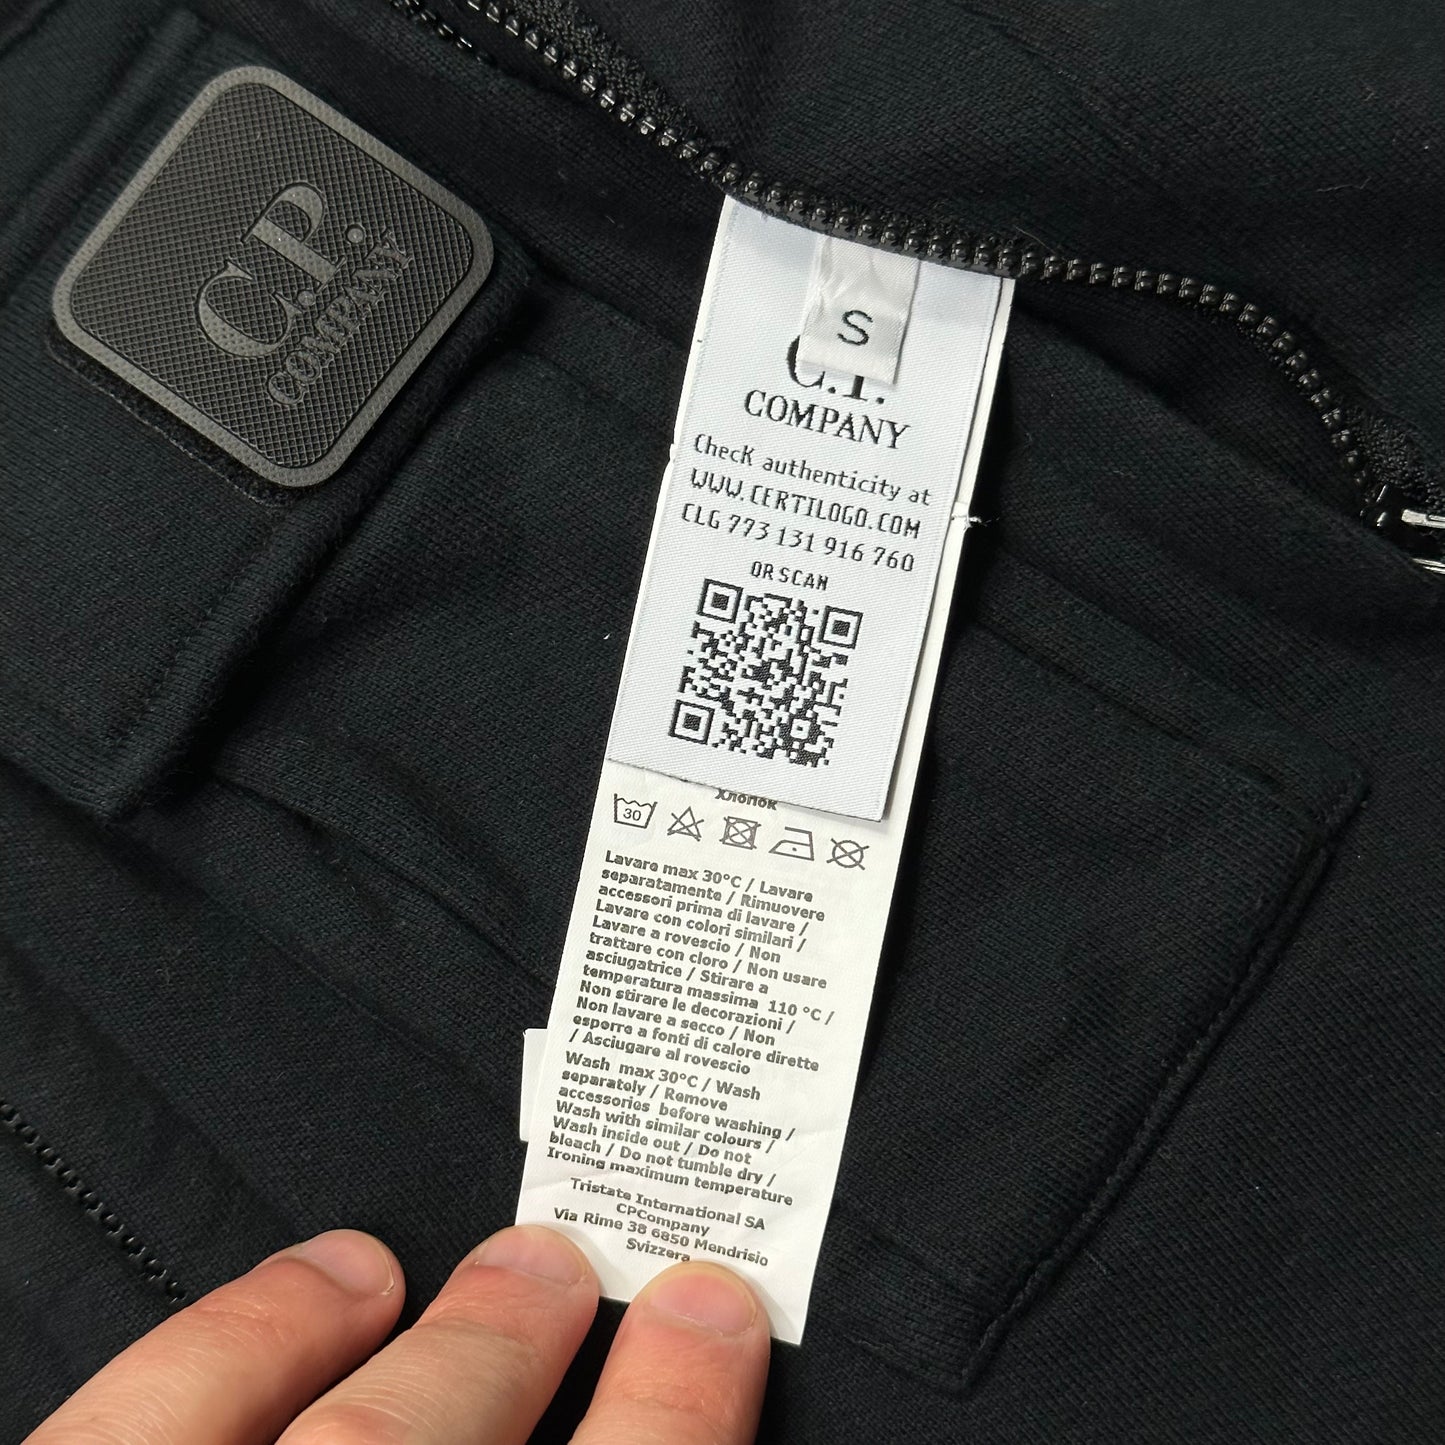 C.P.
COMPANY
S
C.P.
COMPANY
Check authenticity at
WWW.CERTILOGO.COM
CLG 773 131 916 760
OR SCAN
Хлопок
30
Lavare max 30°C / Lavare
separatamente / Rimuovere
accessori prima di lavare /
Lavare con colori similari /
Lavare a rovescio / Non
trattare con cloro / Non usare
asciugatrice / Stirare a
temperatura massima 110 °C /
Non stirare le decorazioni /
Non lavare a secco / Non
esporre a fonti di calore dirette
/ Asciugare al rovescio
Wash max 30°C / Wash
separately / Remove
accessories before washing /
Wash with similar colours /
Wash inside out / Do not
bleach / Do not tumble dry /
Ironing maximum temperature
Tristate International SA
CPCompany
Via Rime 38 6850 Mendrisio
Svizzera